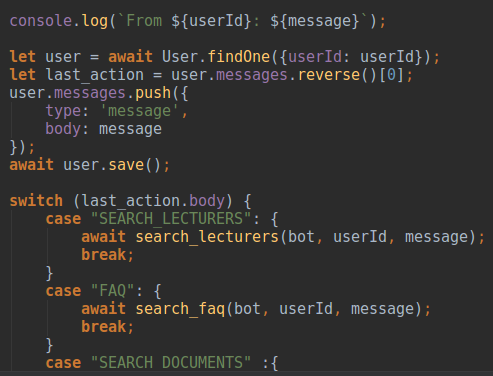 console.log(`From ${userId}: ${message}`);
let user = await User.findOne({userId: userId});
let last_action = user.messages.reverse()[0];
user.messages.push({
type: 'message',
body: message
});
await user.save();
switch (last_action.body) {
case "SEARCH_LECTURERS": {
await search_lecturers(bot, userId, message);
break;
}
case "FAQ": {
await search_faq(bot, userId, message);
break;
}
case "SEARCH DOCUMENTS" :{